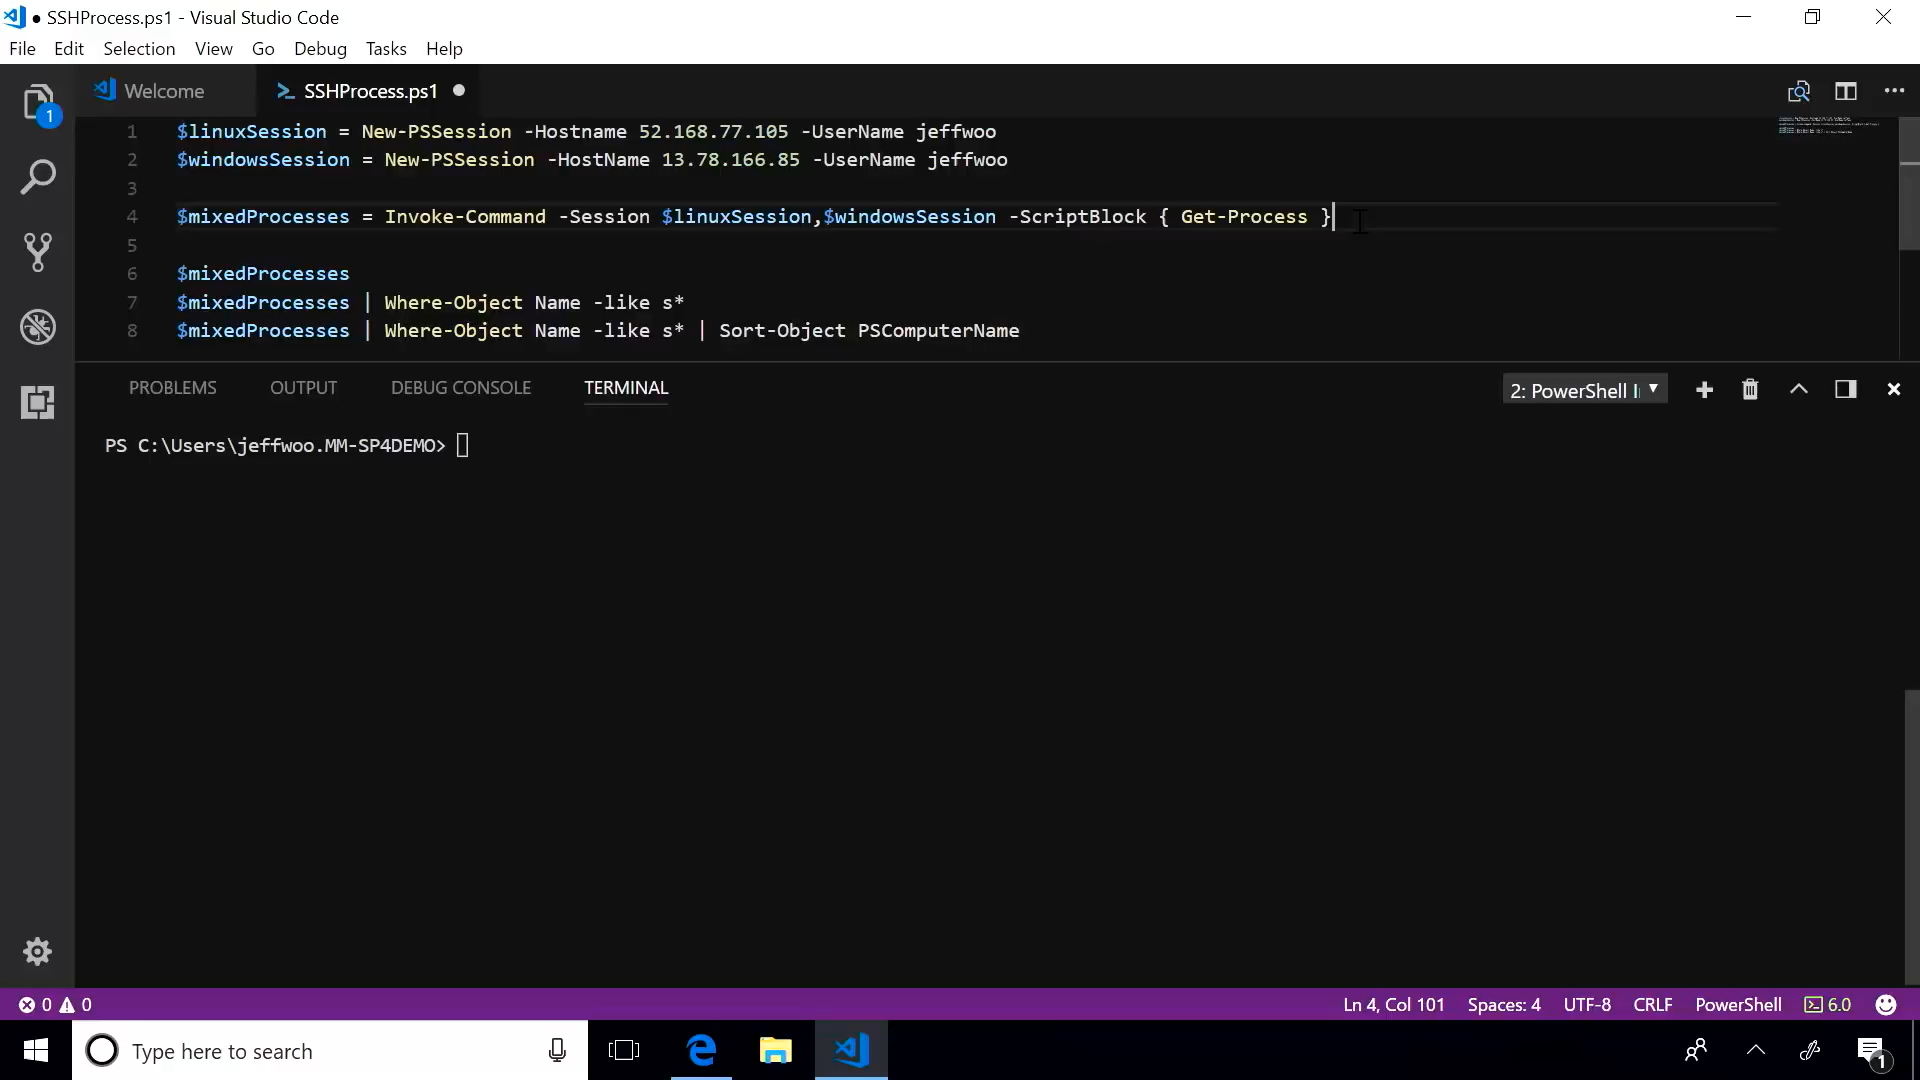 ● SSHProcess.ps1 - Visual Studio Code
File Edit Selection View Go Debug Tasks Help
Welcome SSHProcess.ps1 ●
1
1 $linuxSession = New-PSSession -Hostname 52.168.77.105 -UserName jeffwoo
2 $windowsSession = New-PSSession -HostName 13.78.166.85 -UserName jeffwoo
3
4 $mixedProcesses = Invoke-Command -Session $linuxSession,$windowsSession -ScriptBlock { Get-Process }
5
6 $mixedProcesses
7 $mixedProcesses | Where-Object Name -like s*
8 $mixedProcesses | Where-Object Name -like s* | Sort-Object PSComputerName
PROBLEMS OUTPUT DEBUG CONSOLE TERMINAL 2: PowerShell I
PS C:\Users\jeffwoo.MM-SP4DEMO>
0 0 Ln 4, Col 101 Spaces: 4 UTF-8 CRLF PowerShell 6.0
Type here to search 1